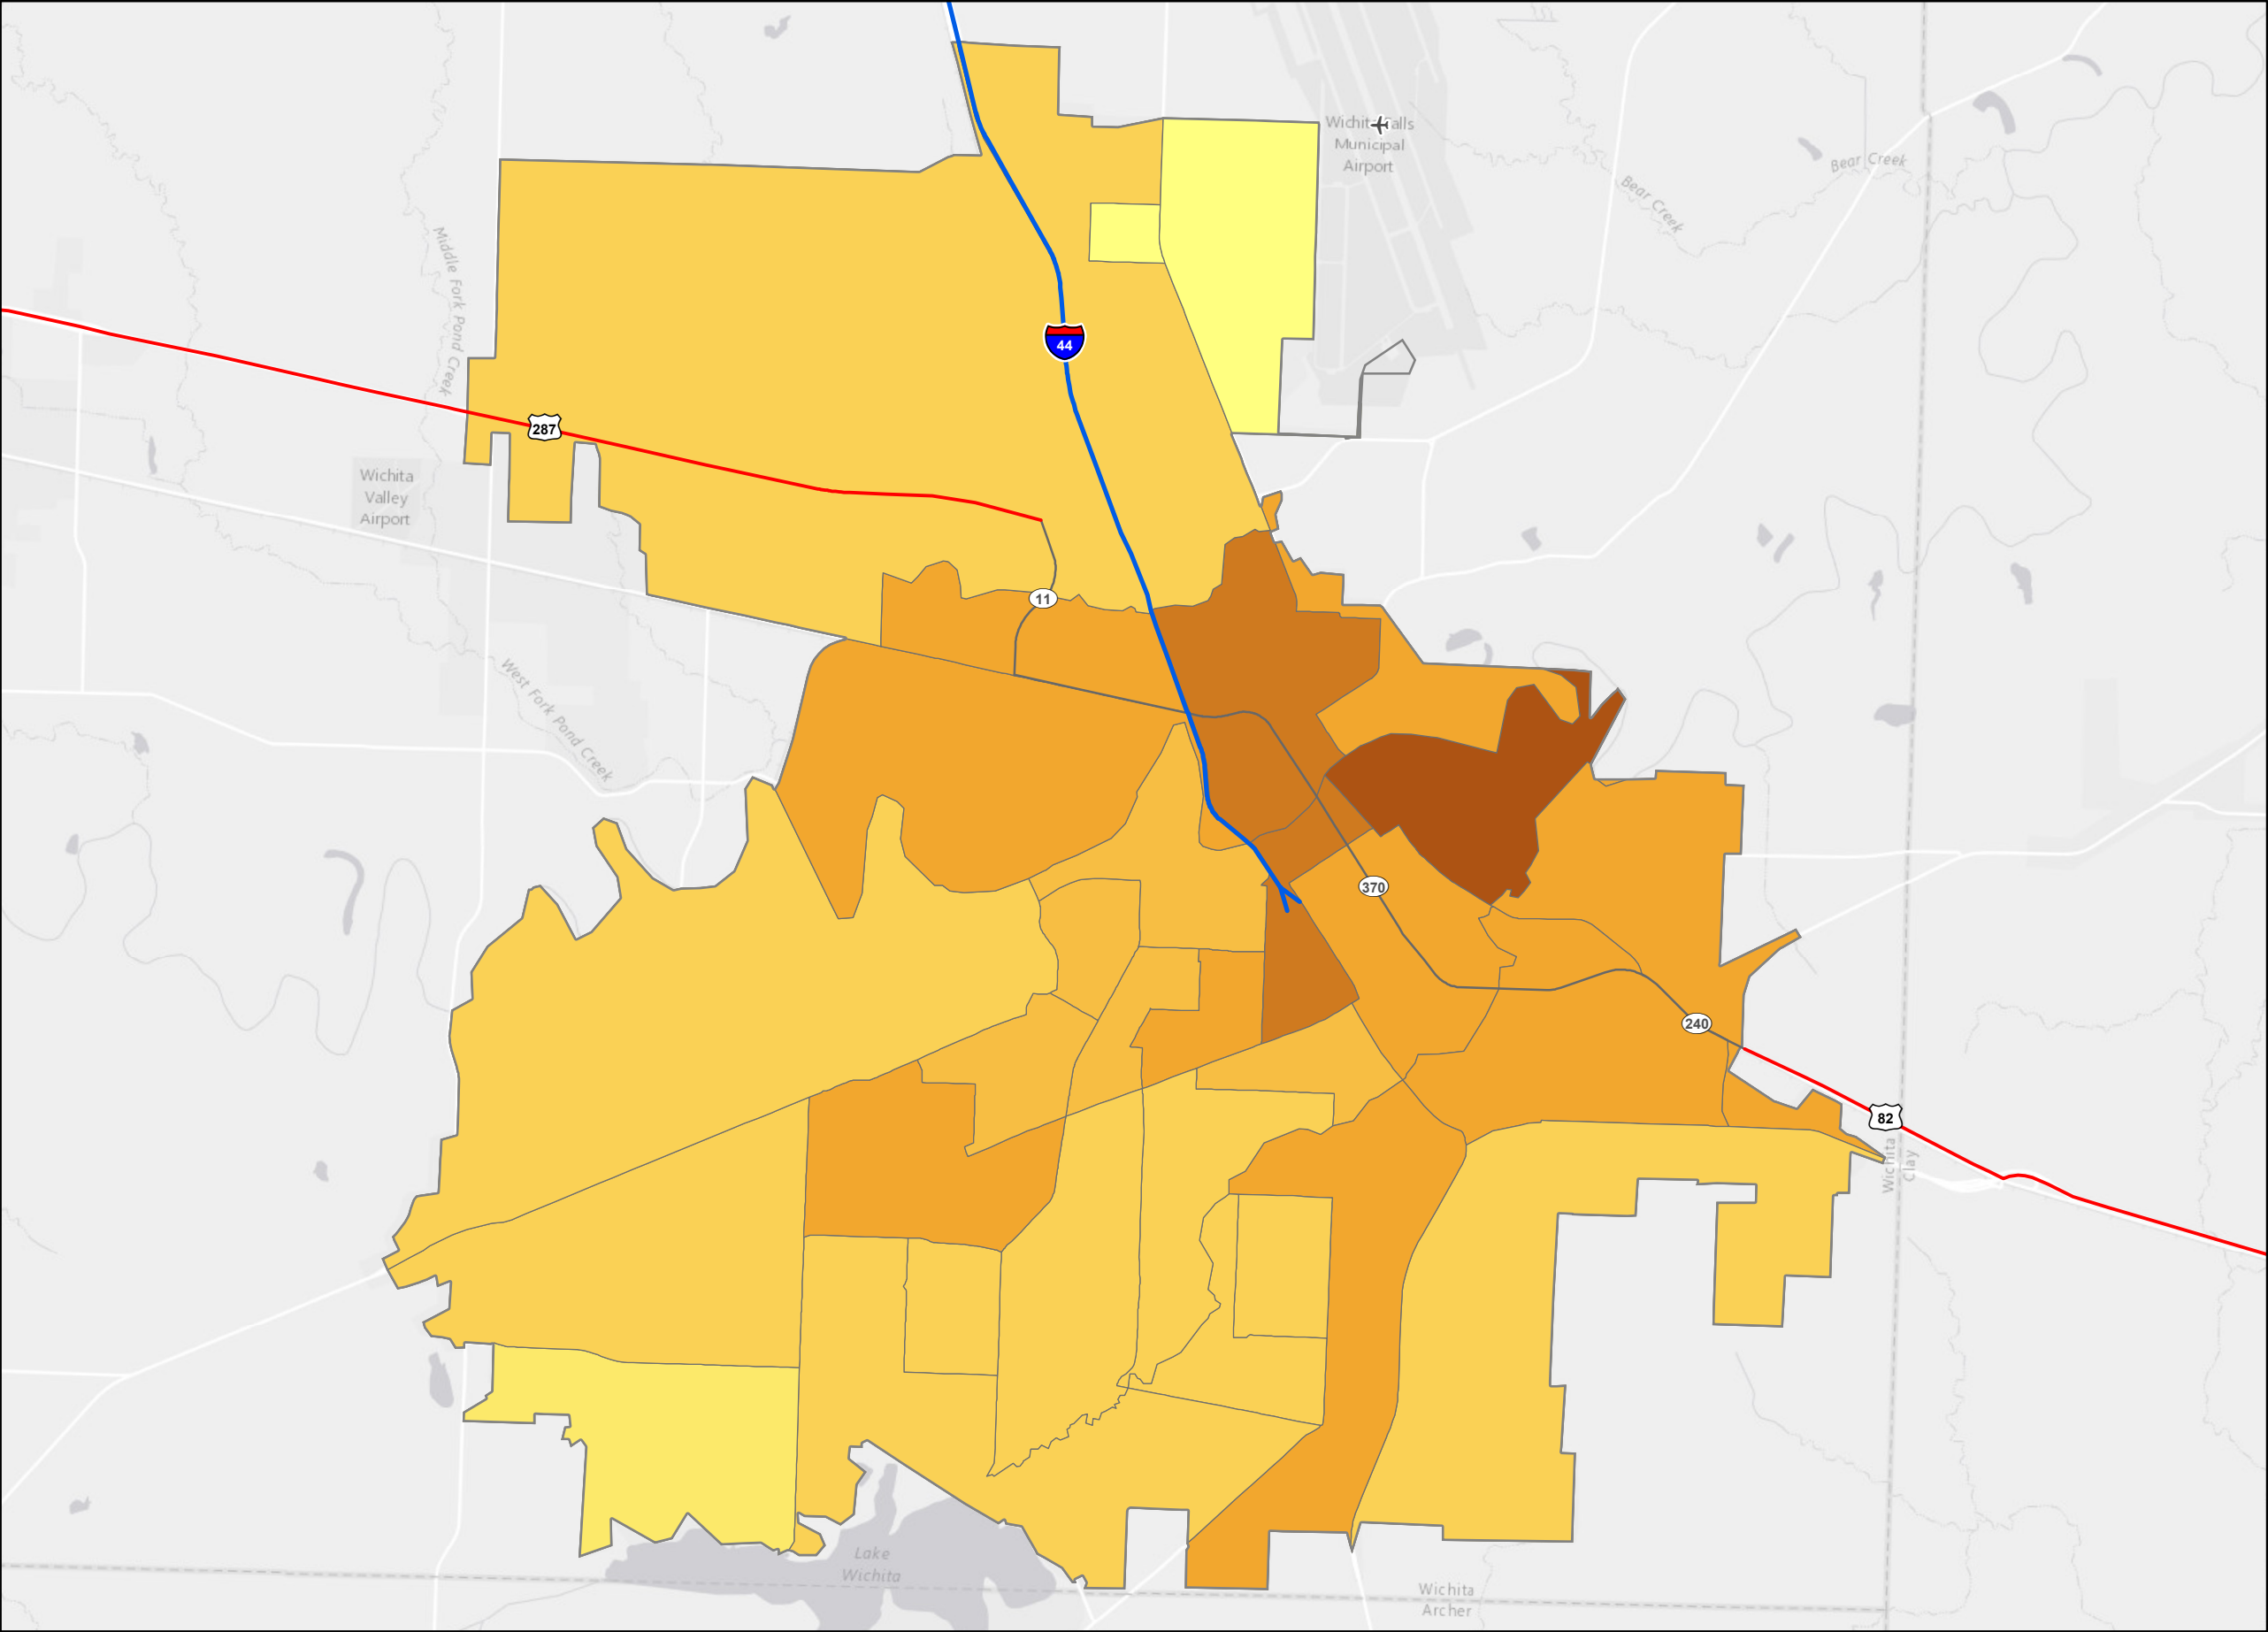 Wichita Falls
Municipal
Airport
Bear Creek
Bear Creek
Middle Fork Pond Creek
44
287
Wichita
Valley
Airport
11
West Fork Pond Creek
370
240
82
Wichita
Clay
Lake
Wichita
Wichita
Archer